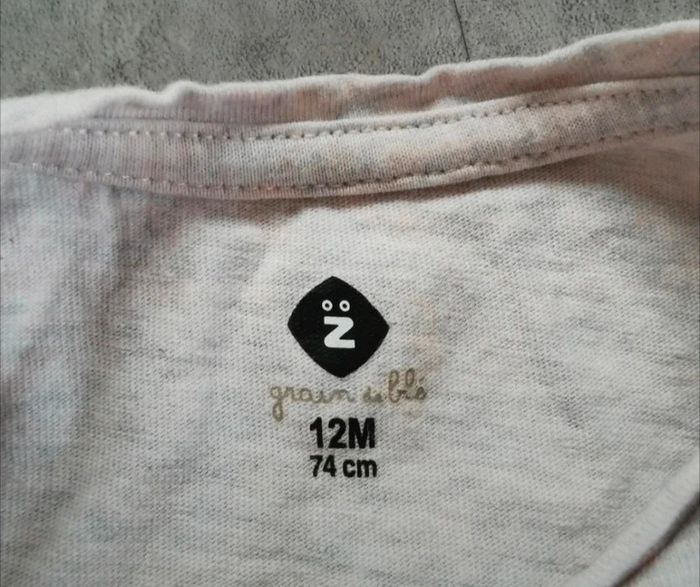 z̈
grain de blé
12M
74 cm